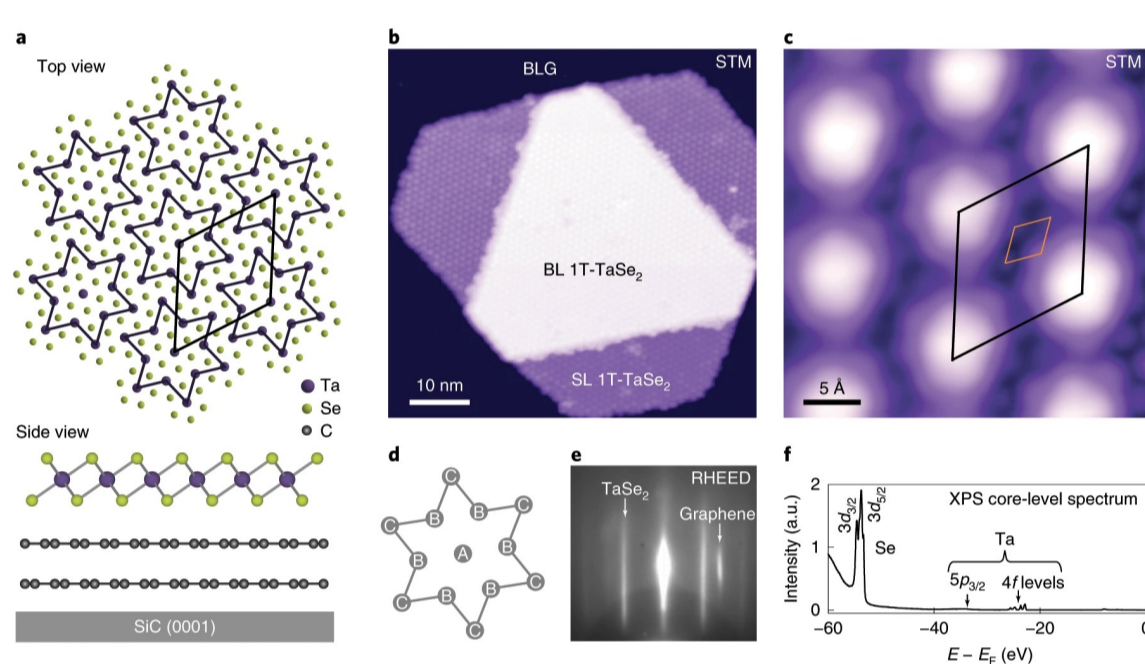 a
Top view
Ta
Se
C
Side view
SiC (0001)
b
BLG
STM
BL 1T-TaSe₂
10 nm
SL 1T-TaSe₂
c
STM
5 Å
d
C
C
B
B
C
B
A
B
C
B
B
C
C
e
RHEED
TaSe₂
Graphene
f
XPS core-level spectrum
Intensity (a.u.)
2
1
0
3d₃/₂
3d₅/₂
Se
Ta
5p₃/₂
4f levels
−60
−40
−20
0
E − E_F (eV)